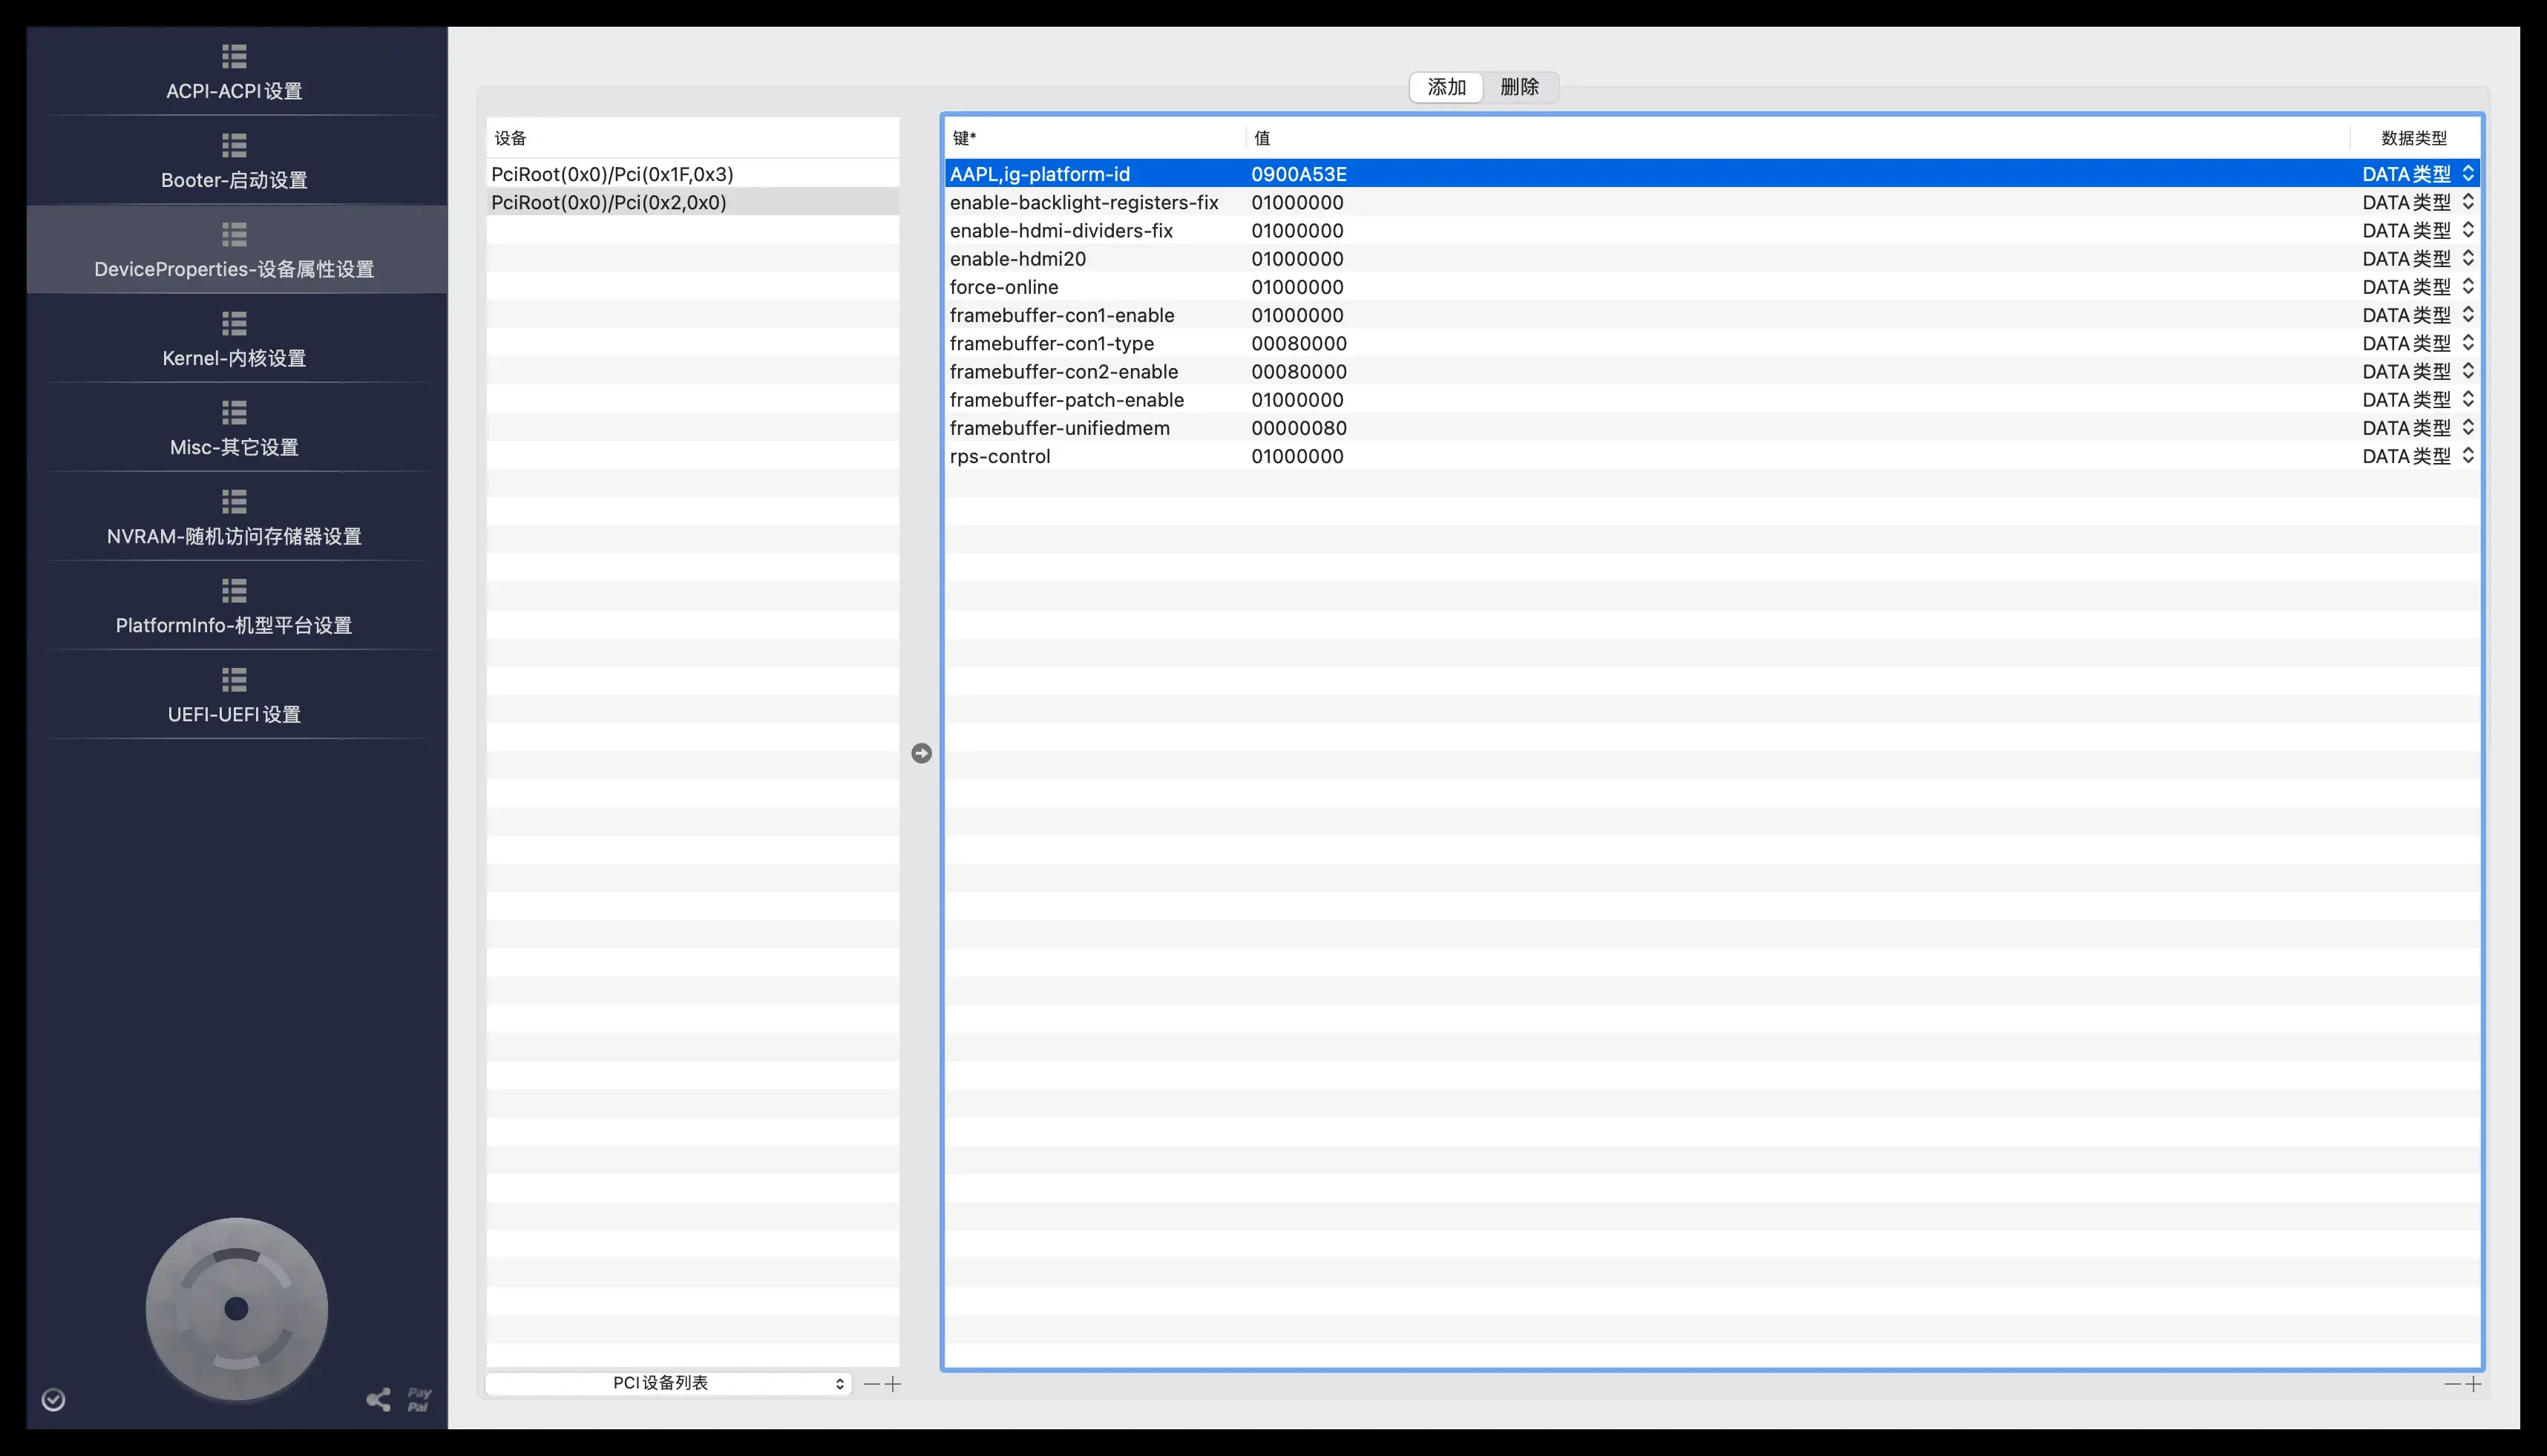 ACPI-ACPI设置
Booter-启动设置
DeviceProperties-设备属性设置
Kernel-内核设置
Misc-其它设置
NVRAM-随机访问存储器设置
PlatformInfo-机型平台设置
UEFI-UEFI设置
Pay
Pal
添加 删除
设备
PciRoot(0x0)/Pci(0x1F,0x3)
PciRoot(0x0)/Pci(0x2,0x0)
PCI设备列表
键* 值 数据类型
AAPL,ig-platform-id 0900A53E DATA类型
enable-backlight-registers-fix 01000000 DATA类型
enable-hdmi-dividers-fix 01000000 DATA类型
enable-hdmi20 01000000 DATA类型
force-online 01000000 DATA类型
framebuffer-con1-enable 01000000 DATA类型
framebuffer-con1-type 00080000 DATA类型
framebuffer-con2-enable 00080000 DATA类型
framebuffer-patch-enable 01000000 DATA类型
framebuffer-unifiedmem 00000080 DATA类型
rps-control 01000000 DATA类型